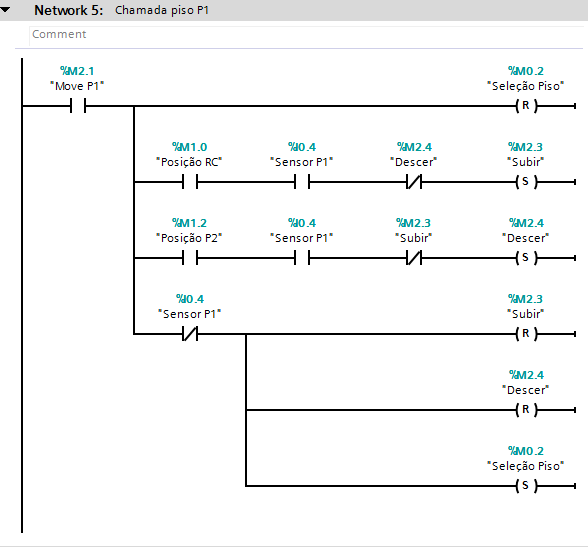 Network 5: Chamada piso P1
Comment
%M2.1 %M0.2
"Move P1" "Seleção Piso"
R
%M1.0 %I0.4 %M2.4 %M2.3
"Posição RC" "Sensor P1" "Descer" "Subir"
S
%M1.2 %I0.4 %M2.3 %M2.4
"Posição P2" "Sensor P1" "Subir" "Descer"
S
%I0.4 %M2.3
"Sensor P1" "Subir"
R
%M2.4
"Descer"
R
%M0.2
"Seleção Piso"
S